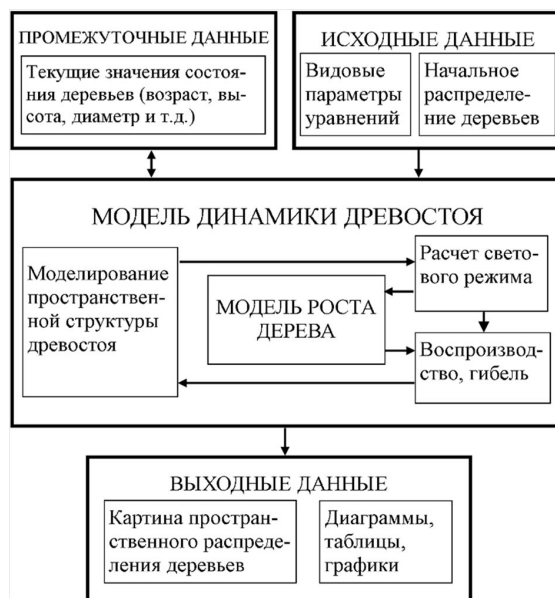 ПРОМЕЖУТОЧНЫЕ ДАННЫЕ
Текущие значения состоя-
ния деревьев (возраст, вы-
сота, диаметр и т.д.)
ИСХОДНЫЕ ДАННЫЕ
Видовые
параметры
уравнений
Начальное
распределе-
ние деревьев
МОДЕЛЬ ДИНАМИКИ ДРЕВОСТОЯ
Моделирование
пространствен-
ной структуры
древостоя
МОДЕЛЬ РОСТА
ДЕРЕВА
Расчет свето-
вого режима
Воспроизвод-
ство, гибель
ВЫХОДНЫЕ ДАННЫЕ
Картина простран-
ственного распреде-
ления деревьев
Диаграммы,
таблицы,
графики